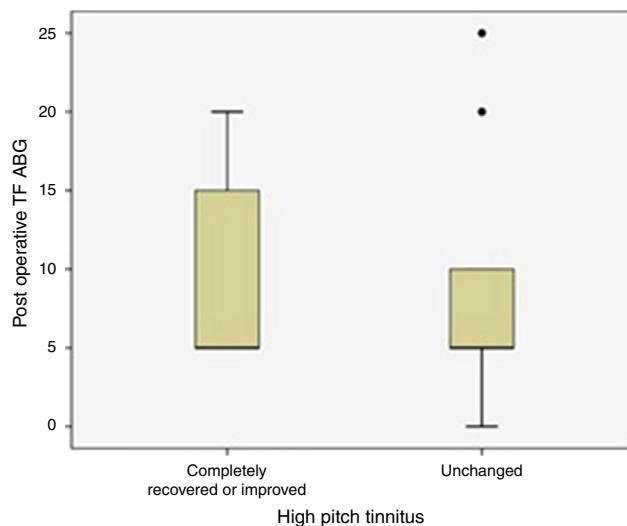 25
20
15
10
5
0
Post operative TF ABG
Completely
recovered or improved
Unchanged
High pitch tinnitus